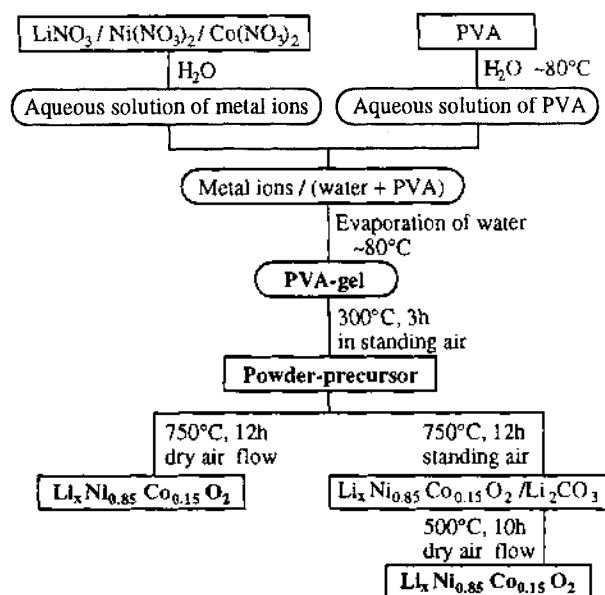 LiNO₃ / Ni(NO₃)₂ / Co(NO₃)₂
PVA
H₂O
H₂O ~80°C
Aqueous solution of metal ions
Aqueous solution of PVA
Metal ions / (water + PVA)
Evaporation of water
~80°C
PVA-gel
300°C, 3h
in standing air
Powder-precursor
750°C, 12h
dry air flow
750°C, 12h
standing air
LiₓNi₀.₈₅Co₀.₁₅O₂
LiₓNi₀.₈₅Co₀.₁₅O₂/Li₂CO₃
500°C, 10h
dry air flow
LiₓNi₀.₈₅Co₀.₁₅O₂